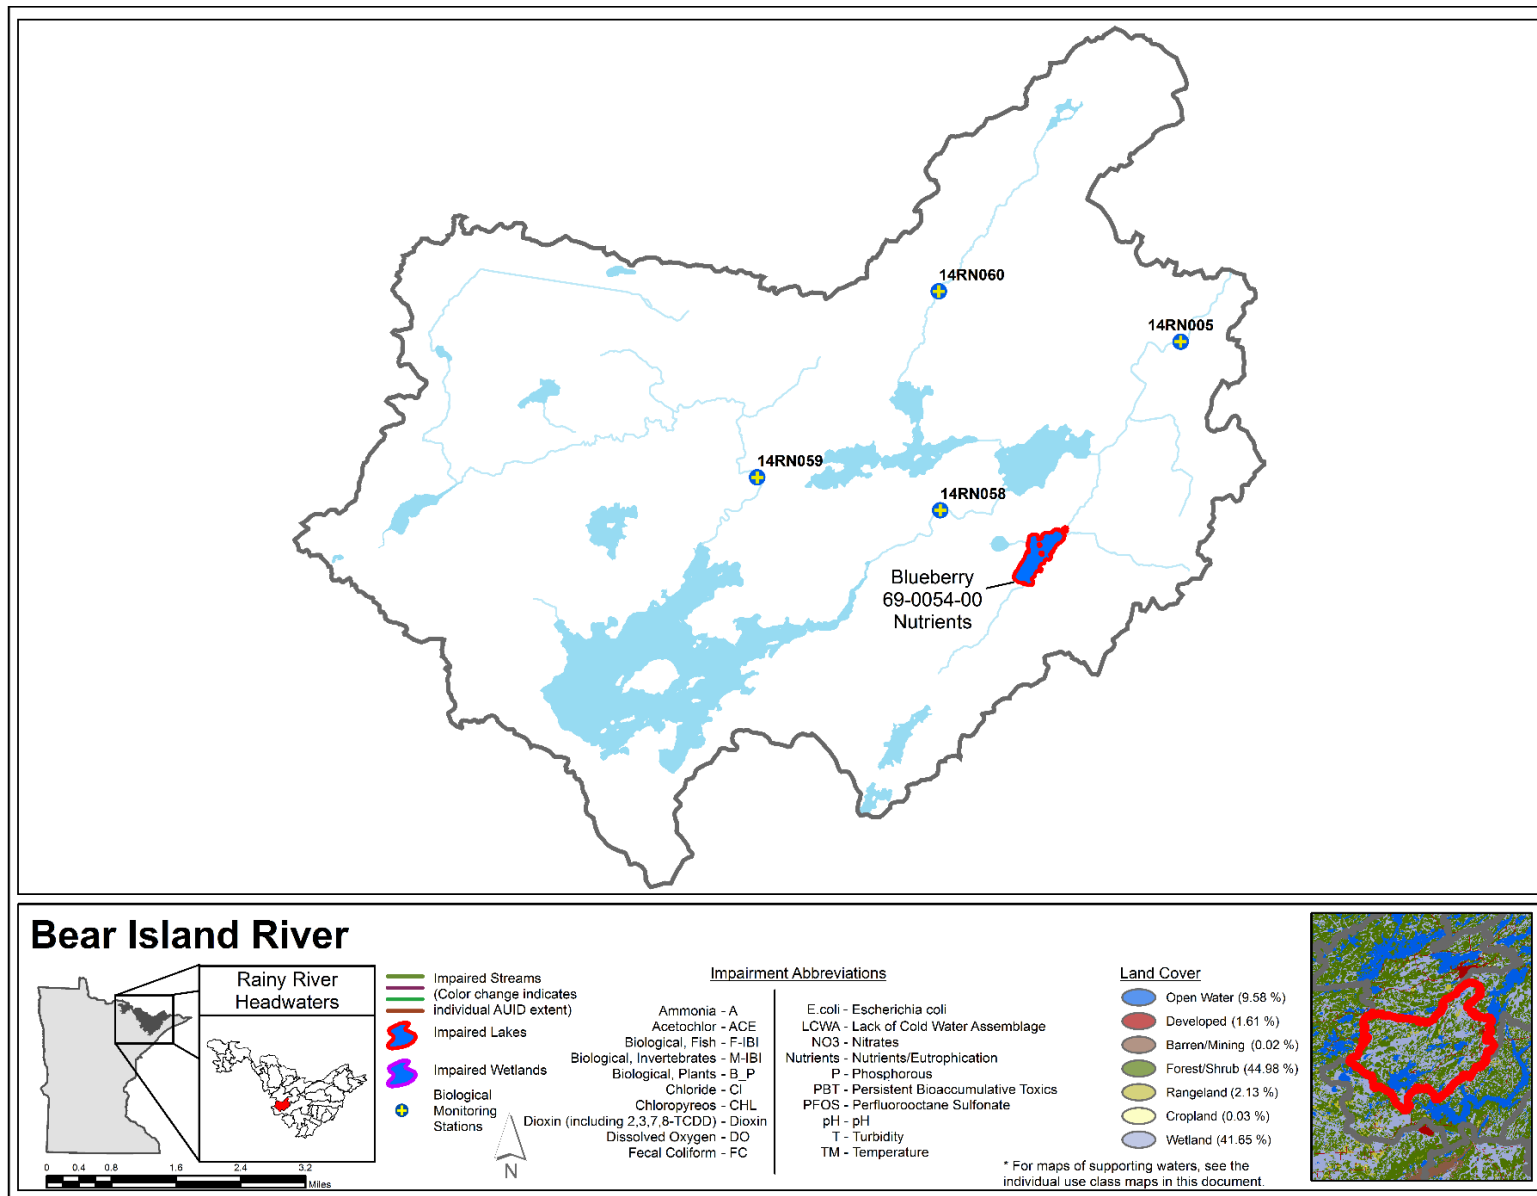 14RN060
14RN005
14RN059
14RN058
Blueberry
69-0054-00
Nutrients
Bear Island River
Rainy River
Headwaters
0 0.4 0.8 1.6 2.4 3.2
Miles
Impaired Streams
(Color change indicates
individual AUID extent)
Impaired Lakes
Impaired Wetlands
Biological
Monitoring
Stations
N
Impairment Abbreviations
Ammonia - A
Acetochlor - ACE
Biological, Fish - F-IBI
Biological, Invertebrates - M-IBI
Biological, Plants - B_P
Chloride - Cl
Chloropyreos - CHL
Dioxin (including 2,3,7,8-TCDD) - Dioxin
Dissolved Oxygen - DO
Fecal Coliform - FC
E.coli - Escherichia coli
LCWA - Lack of Cold Water Assemblage
NO3 - Nitrates
Nutrients - Nutrients/Eutrophication
P - Phosphorous
PBT - Persistent Bioaccumulative Toxics
PFOS - Perfluorooctane Sulfonate
pH - pH
T - Turbidity
TM - Temperature
Land Cover
Open Water (9.58 %)
Developed (1.61 %)
Barren/Mining (0.02 %)
Forest/Shrub (44.98 %)
Rangeland (2.13 %)
Cropland (0.03 %)
Wetland (41.65 %)
* For maps of supporting waters, see the
individual use class maps in this document.